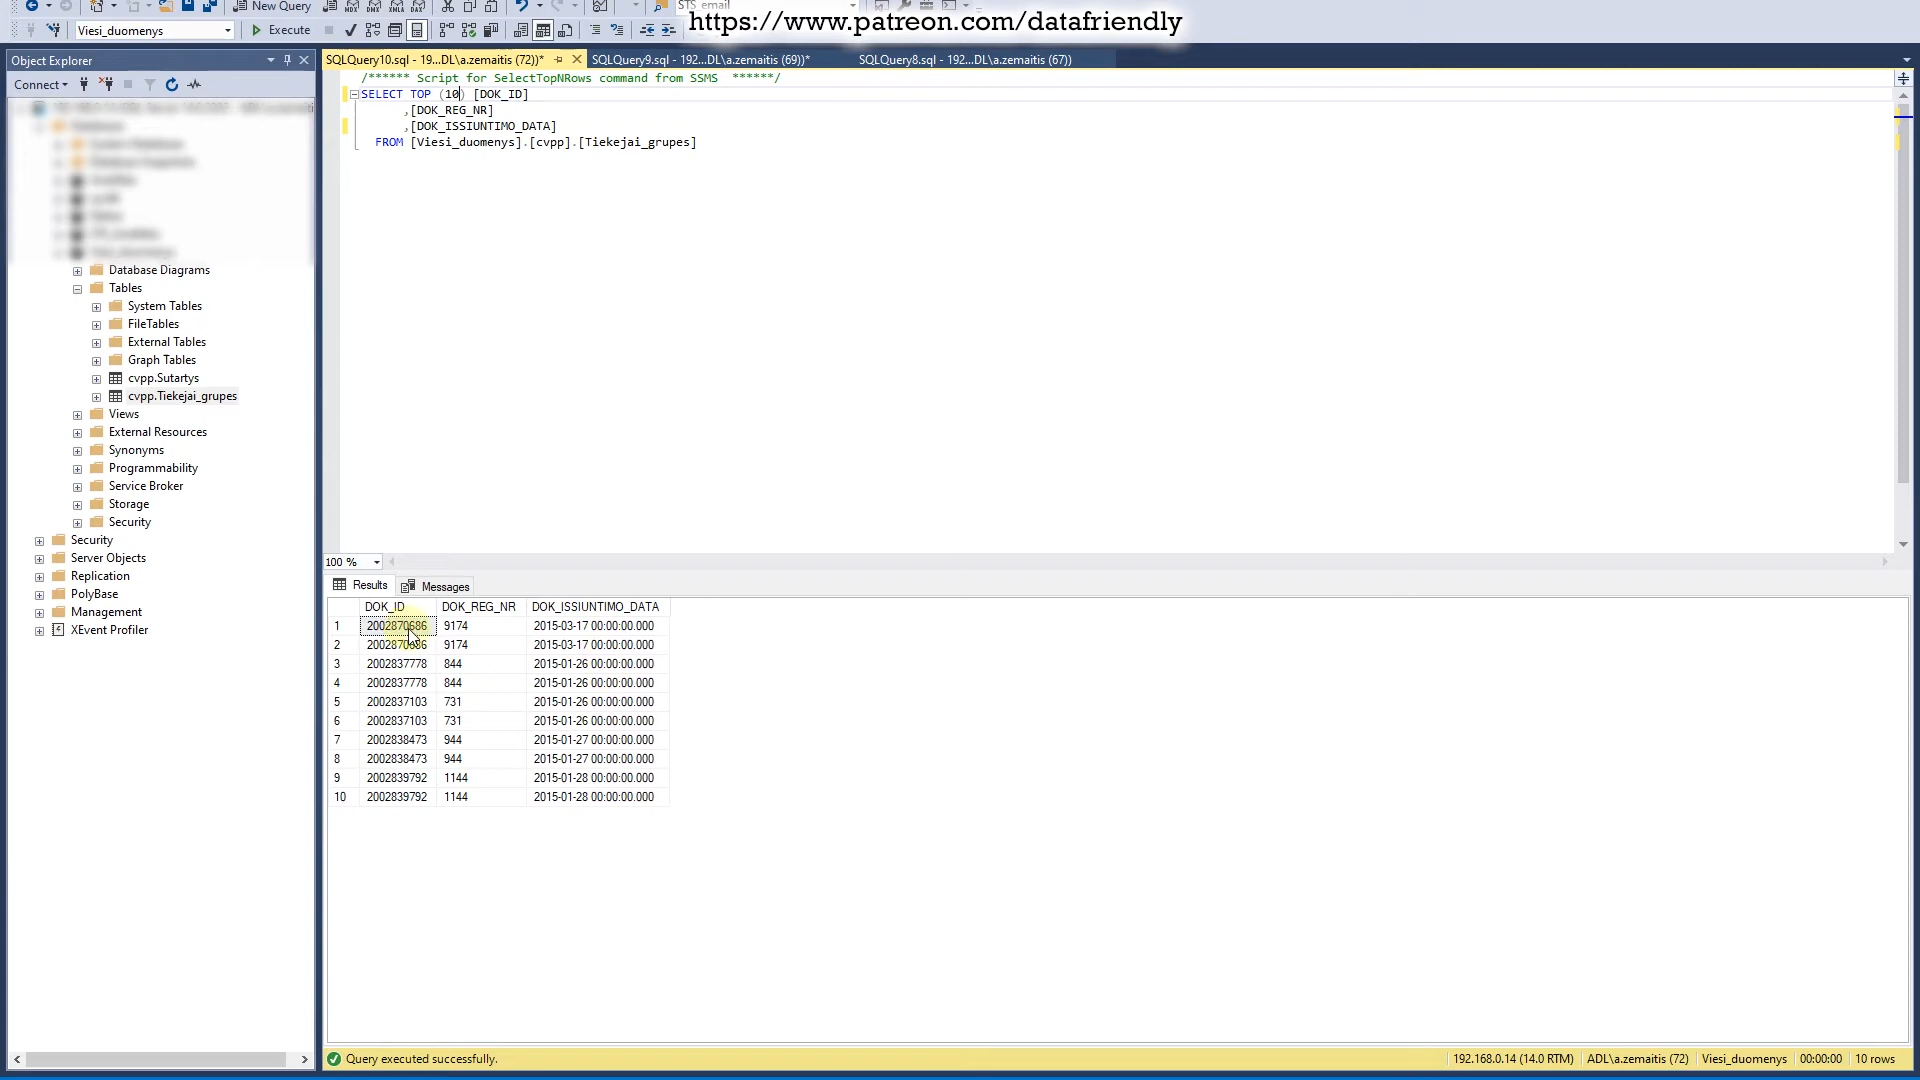 https://www.patreon.com/datafriendly
New Query
STS_email
Viesi_duomenys
Execute
Object Explorer
Connect
Database Diagrams
Tables
System Tables
FileTables
External Tables
Graph Tables
cvpp.Sutartys
cvpp.Tiekejai_grupes
Views
External Resources
Synonyms
Programmability
Service Broker
Storage
Security
Security
Server Objects
Replication
PolyBase
Management
XEvent Profiler
SQLQuery10.sql - 19...DL\a.zemaitis (72))*
SQLQuery9.sql - 192...DL\a.zemaitis (69))*
SQLQuery8.sql - 192...DL\a.zemaitis (67))
/****** Script for SelectTopNRows command from SSMS  ******/
SELECT TOP (10) [DOK_ID]
,[DOK_REG_NR]
,[DOK_ISSIUNTIMO_DATA]
FROM [Viesi_duomenys].[cvpp].[Tiekejai_grupes]
100 %
Results Messages
DOK_ID DOK_REG_NR DOK_ISSIUNTIMO_DATA
1 2002870686 9174 2015-03-17 00:00:00.000
2 2002870686 9174 2015-03-17 00:00:00.000
3 2002837778 844 2015-01-26 00:00:00.000
4 2002837778 844 2015-01-26 00:00:00.000
5 2002837103 731 2015-01-26 00:00:00.000
6 2002837103 731 2015-01-26 00:00:00.000
7 2002838473 944 2015-01-27 00:00:00.000
8 2002838473 944 2015-01-27 00:00:00.000
9 2002839792 1144 2015-01-28 00:00:00.000
10 2002839792 1144 2015-01-28 00:00:00.000
Query executed successfully.
192.168.0.14 (14.0 RTM) ADL\a.zemaitis (72) Viesi_duomenys 00:00:00 10 rows